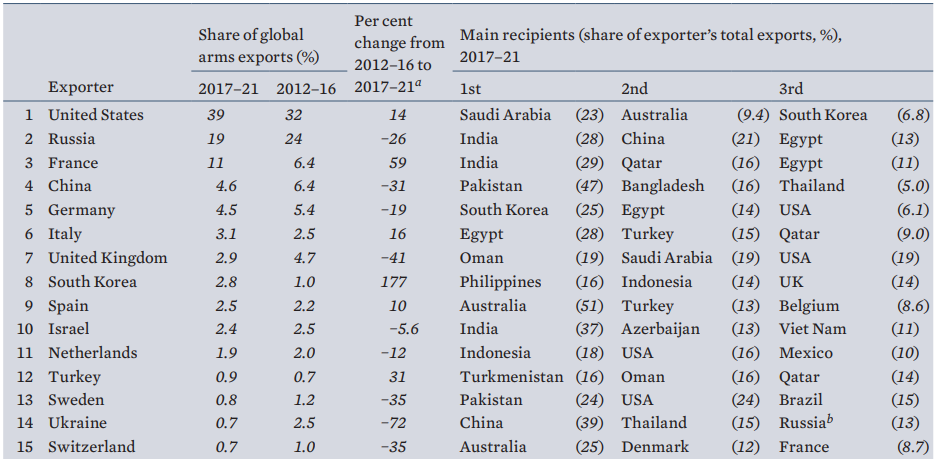 Exporter Share of global arms exports (%) Per cent change from 2012–16 to 2017–21a Main recipients (share of exporter's total exports, %), 2017–21
2017–21 2012–16 1st 2nd 3rd
1 United States 39 32 14 Saudi Arabia (23) Australia (9.4) South Korea (6.8)
2 Russia 19 24 –26 India (28) China (21) Egypt (13)
3 France 11 6.4 59 India (29) Qatar (16) Egypt (11)
4 China 4.6 6.4 –31 Pakistan (47) Bangladesh (16) Thailand (5.0)
5 Germany 4.5 5.4 –19 South Korea (25) Egypt (14) USA (6.1)
6 Italy 3.1 2.5 16 Egypt (28) Turkey (15) Qatar (9.0)
7 United Kingdom 2.9 4.7 –41 Oman (19) Saudi Arabia (19) USA (19)
8 South Korea 2.8 1.0 177 Philippines (16) Indonesia (14) UK (14)
9 Spain 2.5 2.2 10 Australia (51) Turkey (13) Belgium (8.6)
10 Israel 2.4 2.5 –5.6 India (37) Azerbaijan (13) Viet Nam (11)
11 Netherlands 1.9 2.0 –12 Indonesia (18) USA (16) Mexico (10)
12 Turkey 0.9 0.7 31 Turkmenistan (16) Oman (16) Qatar (14)
13 Sweden 0.8 1.2 –35 Pakistan (24) USA (24) Brazil (15)
14 Ukraine 0.7 2.5 –72 China (39) Thailand (15) Russiab (13)
15 Switzerland 0.7 1.0 –35 Australia (25) Denmark (12) France (8.7)